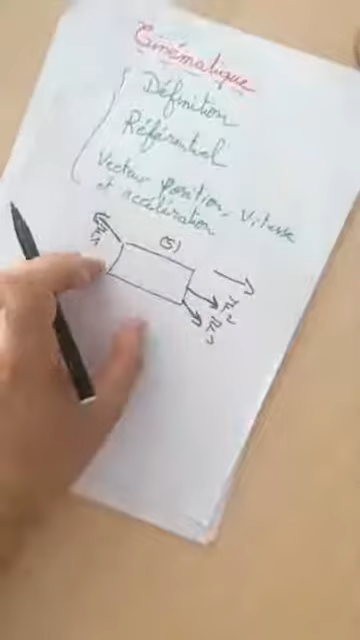 Cinématique
Définition
Référentiel
Vecteur position, Vitesse
et accélération
(S)